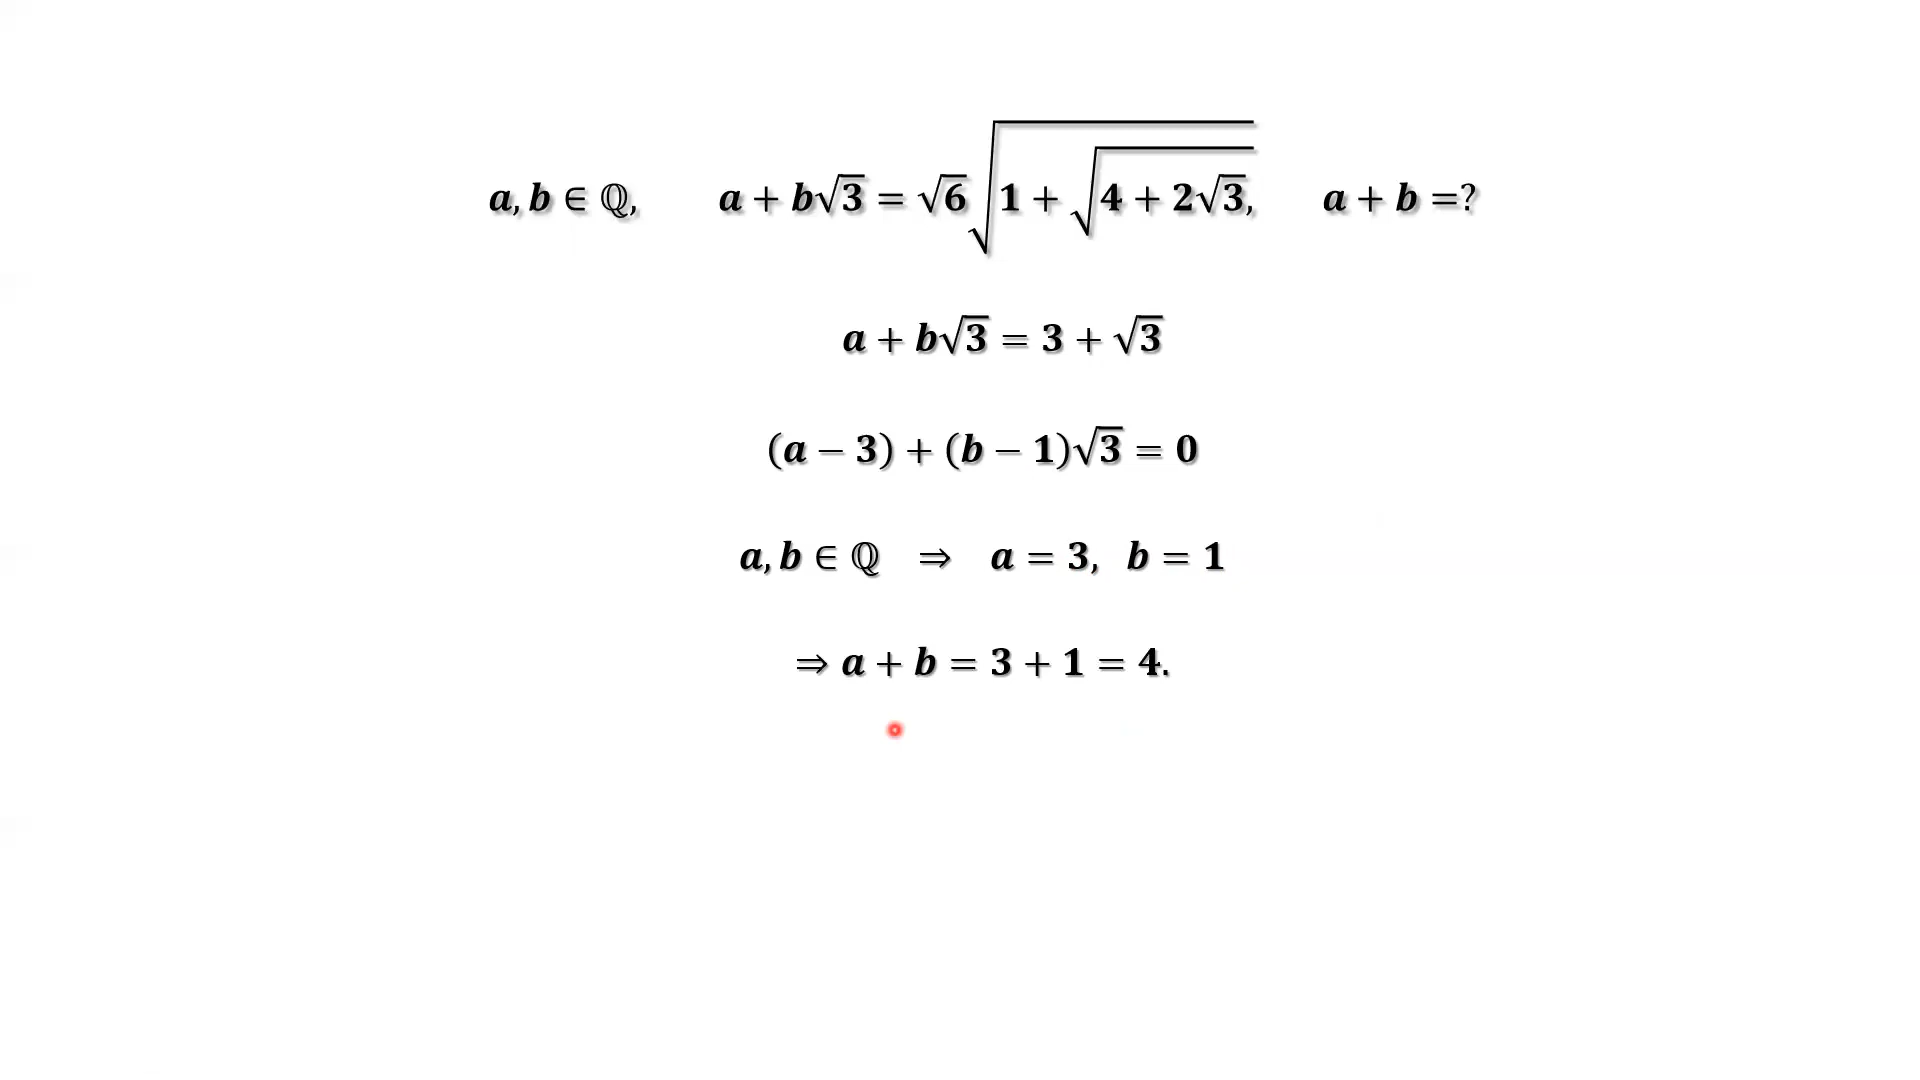 a, b ∈ ℚ, a + b√3 = √6 √(1 + √(4 + 2√3)), a + b =?
a + b√3 = 3 + √3
(a − 3) + (b − 1)√3 = 0
a, b ∈ ℚ ⇒ a = 3, b = 1
⇒ a + b = 3 + 1 = 4.